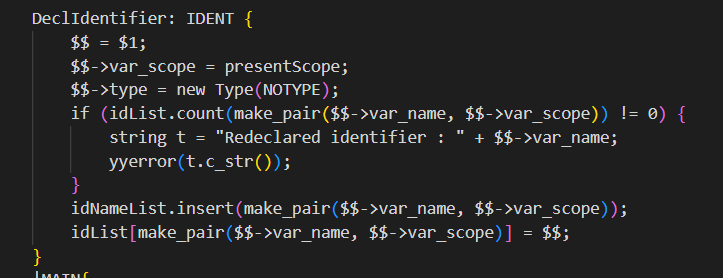 DeclIdentifier: IDENT {
    $$ = $1;
    $$->var_scope = presentScope;
    $$->type = new Type(NOTYPE);
    if (idList.count(make_pair($$->var_name, $$->var_scope)) != 0) {
        string t = "Redeclared identifier : " + $$->var_name;
        yyerror(t.c_str());
    }
    idNameList.insert(make_pair($$->var_name, $$->var_scope));
    idList[make_pair($$->var_name, $$->var_scope)] = $$;
}
|MAIN{